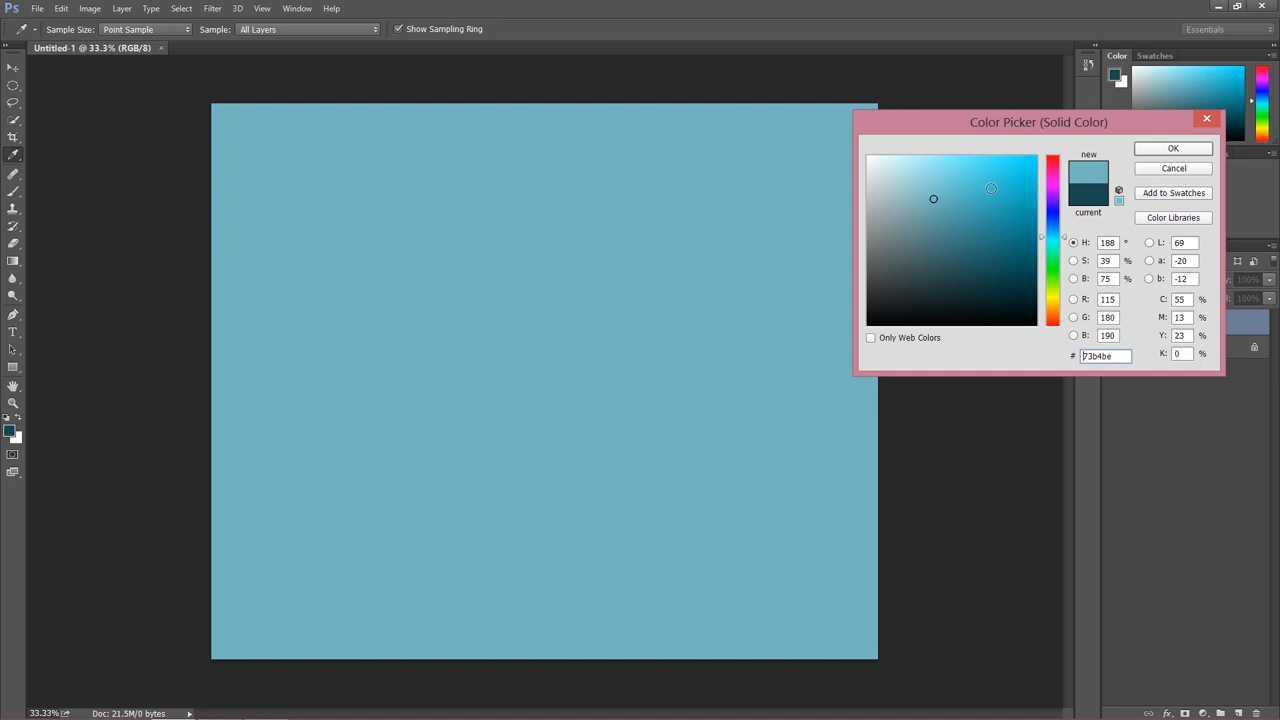 Ps File Edit Image Layer Type Select Filter 3D View Window Help
Sample Size: Point Sample Sample: All Layers Show Sampling Ring Essentials
Untitled-1 @ 33.3% (RGB/8) ×
Color Swatches
Color Picker (Solid Color)
new
current
OK
Cancel
Add to Swatches
Color Libraries
H: 188 ° L: 69
S: 39 % a: -20
B: 75 % b: -12
R: 115 C: 55 %
G: 180 M: 13 %
B: 190 Y: 23 %
# 73b4be K: 0 %
Only Web Colors
100%
100%
33.33% Doc: 21.5M/0 bytes